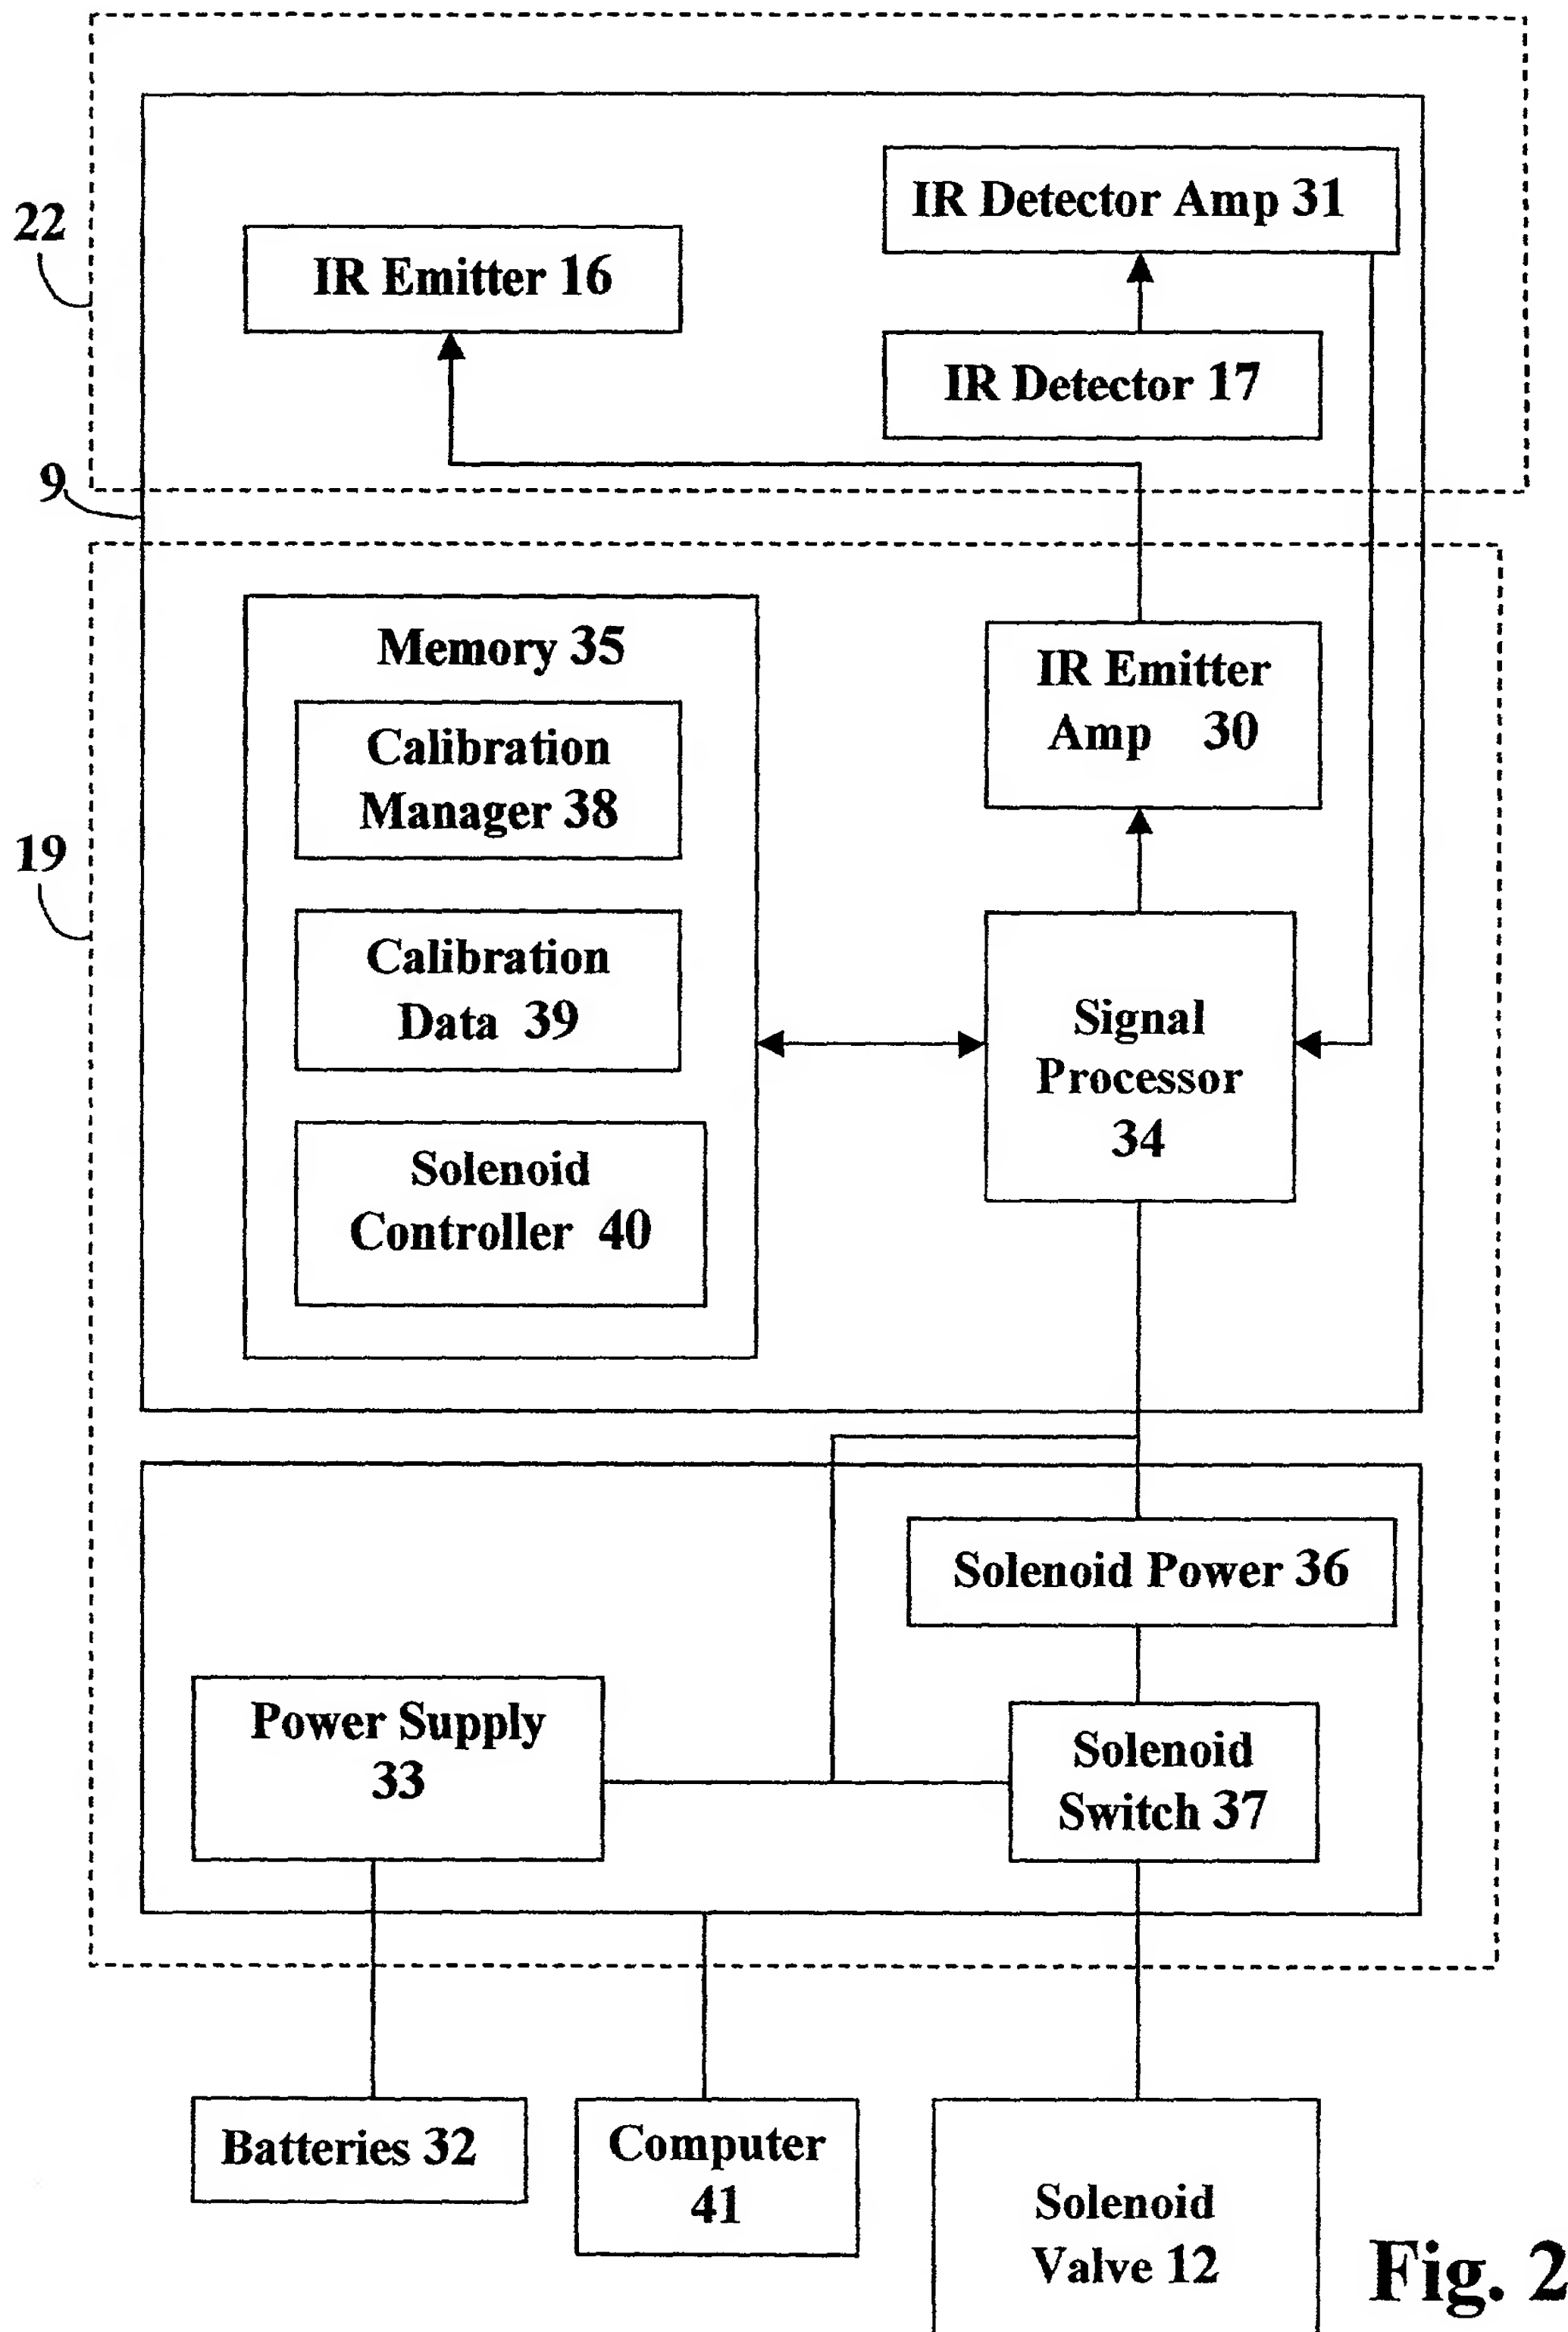 IR Detector Amp 31
22
IR Emitter 16
IR Detector 17
9
Memory 35
IR Emitter
Amp 30
Calibration
Manager 38
19
Calibration
Data 39
Signal
Processor
34
Solenoid
Controller 40
Solenoid Power 36
Power Supply
33
Solenoid
Switch 37
Batteries 32
Computer
41
Solenoid
Valve 12
Fig. 2